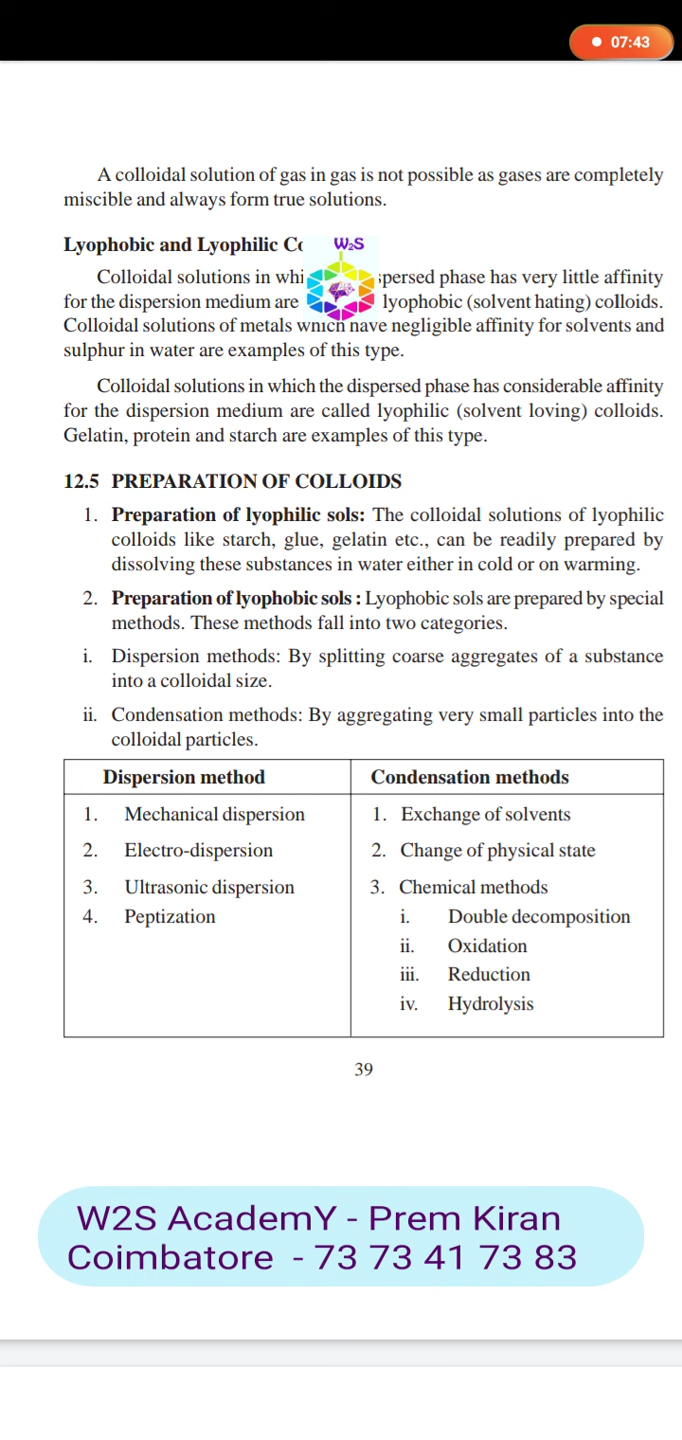 07:43
A colloidal solution of gas in gas is not possible as gases are completely
miscible and always form true solutions.
Lyophobic and Lyophilic
W2S
Colloidal solutions in phase has very little affinity
for the dispersion medium are lyophobic (solvent hating) colloids.
Colloidal solutions of metals which have negligible affinity for solvents and
sulphur in water are examples of this type.
Colloidal solutions in which the dispersed phase has considerable affinity
for the dispersion medium are called lyophilic (solvent loving) colloids.
Gelatin, protein and starch are examples of this type.
12.5 PREPARATION OF COLLOIDS
1. Preparation of lyophilic sols: The colloidal solutions of lyophilic
colloids like starch, glue, gelatin etc., can be readily prepared by
dissolving these substances in water either in cold or on warming.
2. Preparation of lyophobic sols : Lyophobic sols are prepared by special
methods. These methods fall into two categories.
i. Dispersion methods: By splitting coarse aggregates of a substance
into a colloidal size.
ii. Condensation methods: By aggregating very small particles into the
colloidal particles.
Dispersion method
1. Mechanical dispersion
2. Electro-dispersion
3. Ultrasonic dispersion
4. Peptization
Condensation methods
1. Exchange of solvents
2. Change of physical state
3. Chemical methods
i. Double decomposition
ii. Oxidation
iii. Reduction
iv. Hydrolysis
39
W2S AcademY - Prem Kiran
Coimbatore - 73 73 41 73 83